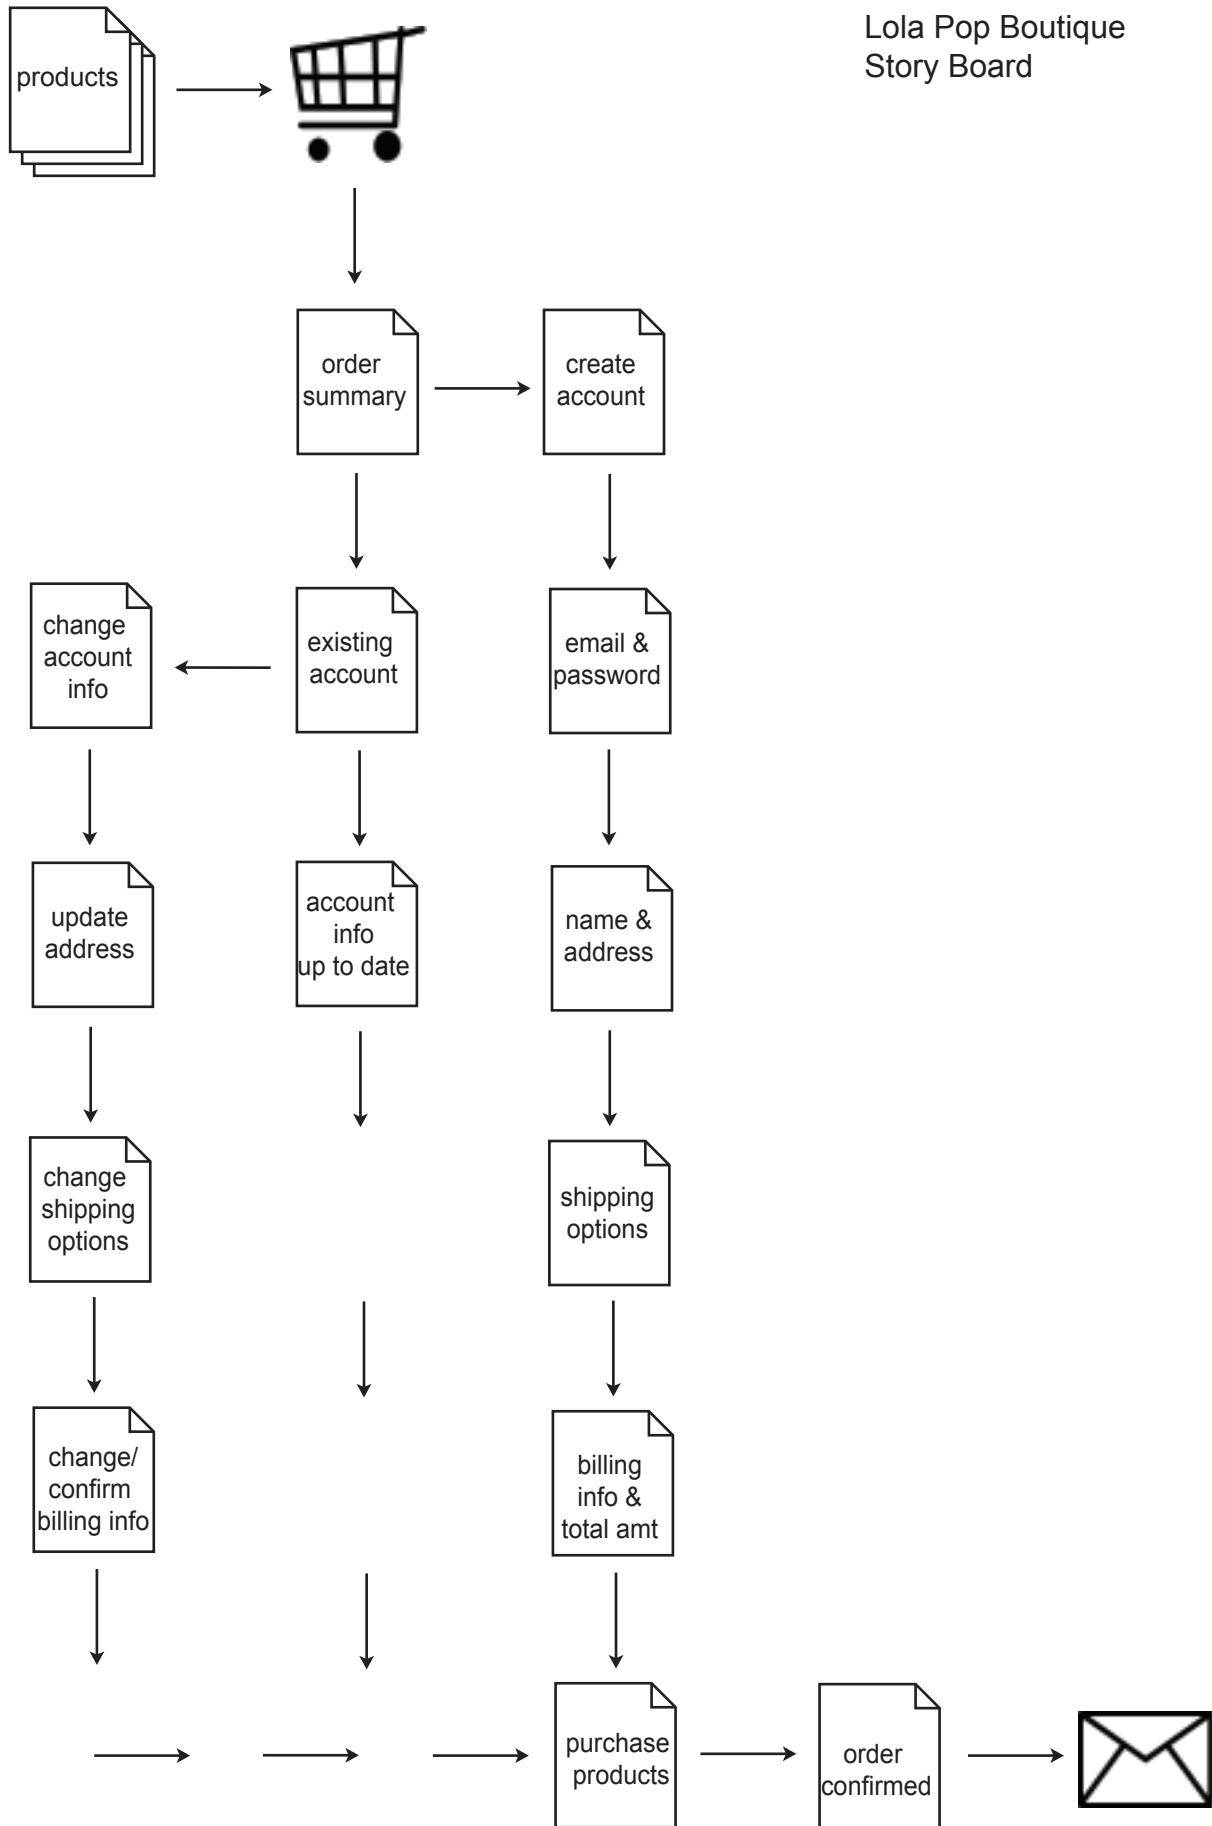 Lola Pop Boutique
Story Board
products
order
summary
create
account
change
account
info
existing
account
email &
password
update
address
account
info
up to date
name &
address
change
shipping
options
shipping
options
change/
confirm
billing info
billing
info &
total amt
purchase
products
order
confirmed